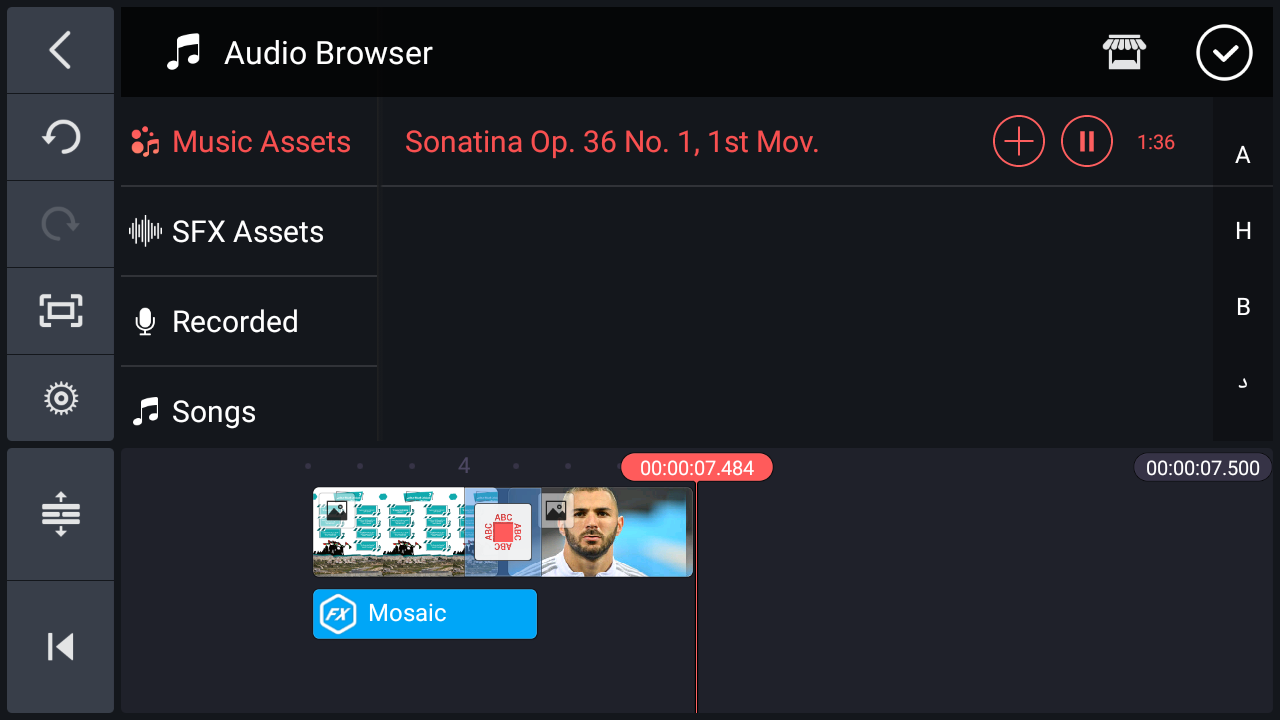 Audio Browser
Music Assets
Sonatina Op. 36 No. 1, 1st Mov.
1:36
A
SFX Assets
H
Recorded
B
Songs
د
4
00:00:07.484
00:00:07.500
ABC
ABC
ABC
ABC
FX
Mosaic